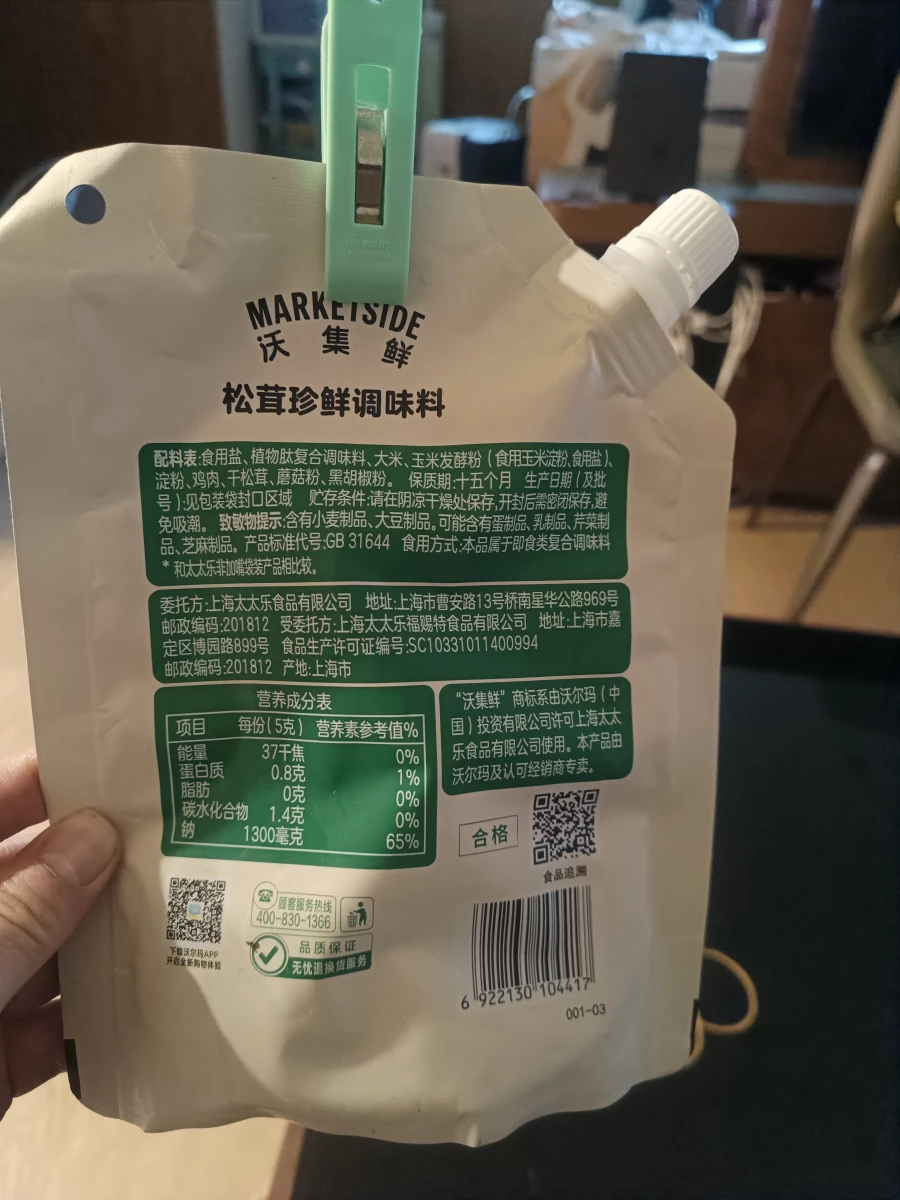 MARKETSIDE
沃集鲜
松茸珍鲜调味料
配料表:食用盐、植物肽复合调味料、大米、玉米发酵粉（食用玉米淀粉、食用盐）、
淀粉、鸡肉、干松茸、蘑菇粉、黑胡椒粉。 保质期:十五个月 生产日期（及批
号）:见包装袋封口区域 贮存条件:请在阴凉干燥处保存,开封后需密闭保存,避
免吸潮。 致敏物提示:含有小麦制品、大豆制品。可能含有蛋制品、乳制品、芹菜制
品、芝麻制品。产品标准代号:GB 31644 食用方式:本品属于即食类复合调味料
* 和太太乐非加嘴袋装产品相比较。
委托方:上海太太乐食品有限公司 地址:上海市曹安路13号桥南星华公路969号
邮政编码:201812 受委托方:上海太太乐福赐特食品有限公司 地址:上海市嘉
定区博园路899号 食品生产许可证编号:SC10331011400994
邮政编码:201812 产地:上海市
营养成分表
项目 每份(5克) 营养素参考值%
能量 37千焦 0%
蛋白质 0.8克 1%
脂肪 0克 0%
碳水化合物 1.4克 0%
钠 1300毫克 65%
“沃集鲜”商标系由沃尔玛（中
国）投资有限公司许可上海太太
乐食品有限公司使用。本产品由
沃尔玛及认可经销商专卖。
合格
食品追溯
下载沃尔玛APP
开启全新购物体验
顾客服务热线
400-830-1366
品质保证
无忧退换货服务
6 922130 104417
001-03